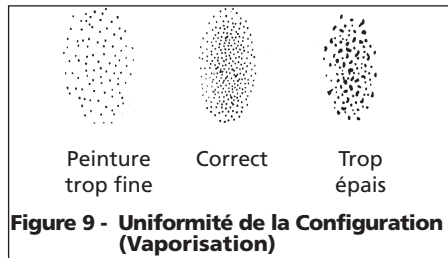 Peinture
trop fine
Correct
Trop
épais
Figure 9 - Uniformité de la Configuration
(Vaporisation)